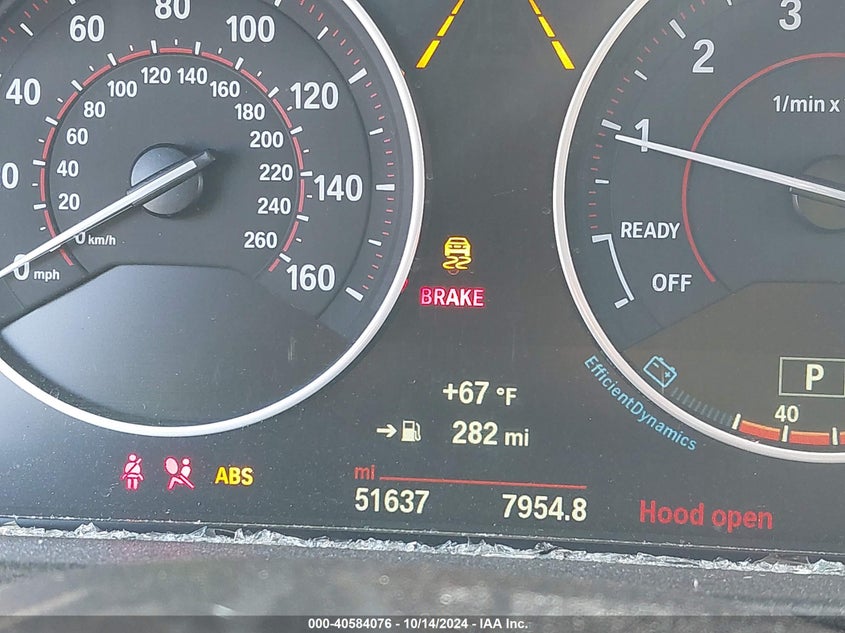 60 80 100
40 120
140
160
0 mph
20 40 60 80 100 120 140 160 180 200 220 240 260
0 km/h
BRAKE
+67 °F
282 mi
ABS
mi
51637 7954.8
Hood open
1 2 3
1/min x
READY
OFF
EfficientDynamics
P
40
000-40584076 - 10/14/2024 - IAA Inc.